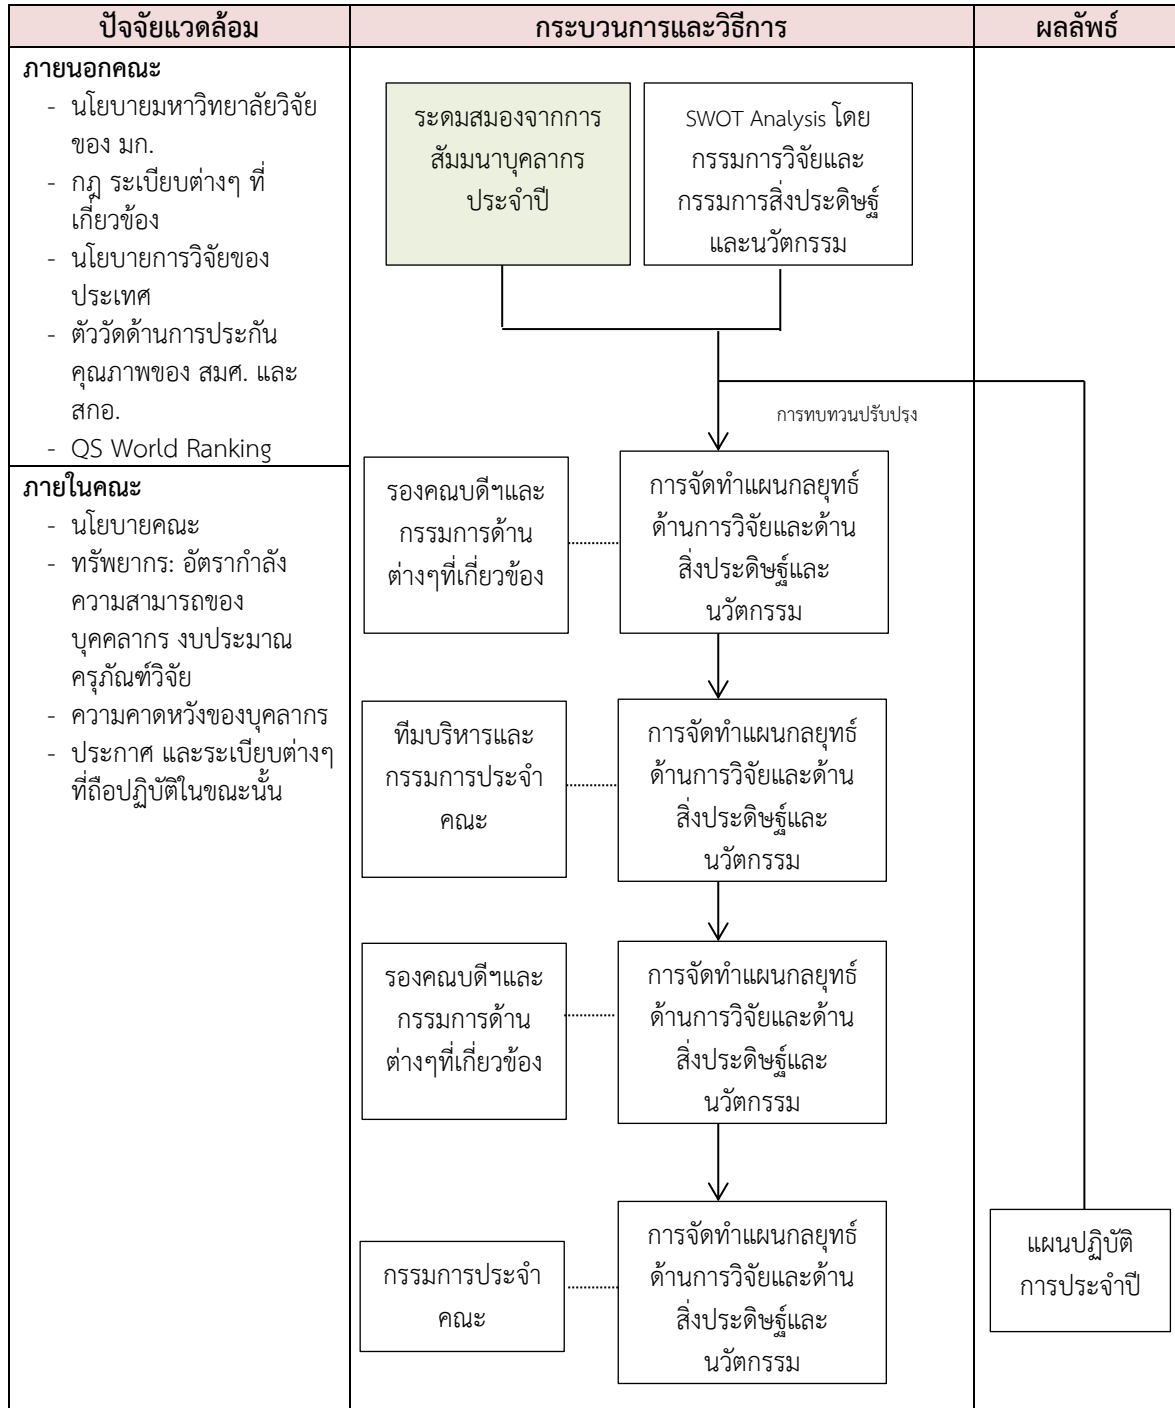 ปัจจัยแวดล้อม
กระบวนการและวิธีการ
ผลลัพธ์
ภายนอกคณะ
- นโยบายมหาวิทยาลัยวิจัย
ของ มก.
- กฎ ระเบียบต่างๆ ที่
เกี่ยวข้อง
- นโยบายการวิจัยของ
ประเทศ
- ตัววัดด้านการประกัน
คุณภาพของ สมศ. และ
สกอ.
- QS World Ranking
ภายในคณะ
- นโยบายคณะ
- ทรัพยากร: อัตรากำลัง
ความสามารถของ
บุคคลากร งบประมาณ
ครุภัณฑ์วิจัย
- ความคาดหวังของบุคลากร
- ประกาศ และระเบียบต่างๆ
ที่ถือปฏิบัติในขณะนั้น
ระดมสมองจากการ
สัมมนาบุคลากร
ประจำปี
SWOT Analysis โดย
กรรมการวิจัยและ
กรรมการสิ่งประดิษฐ์
และนวัตกรรม
การทบทวนปรับปรุง
รองคณบดีฯและ
กรรมการด้าน
ต่างๆที่เกี่ยวข้อง
การจัดทำแผนกลยุทธ์
ด้านการวิจัยและด้าน
สิ่งประดิษฐ์และ
นวัตกรรม
ทีมบริหารและ
กรรมการประจำ
คณะ
การจัดทำแผนกลยุทธ์
ด้านการวิจัยและด้าน
สิ่งประดิษฐ์และ
นวัตกรรม
รองคณบดีฯและ
กรรมการด้าน
ต่างๆที่เกี่ยวข้อง
การจัดทำแผนกลยุทธ์
ด้านการวิจัยและด้าน
สิ่งประดิษฐ์และ
นวัตกรรม
กรรมการประจำ
คณะ
การจัดทำแผนกลยุทธ์
ด้านการวิจัยและด้าน
สิ่งประดิษฐ์และ
นวัตกรรม
แผนปฏิบัติ
การประจำปี